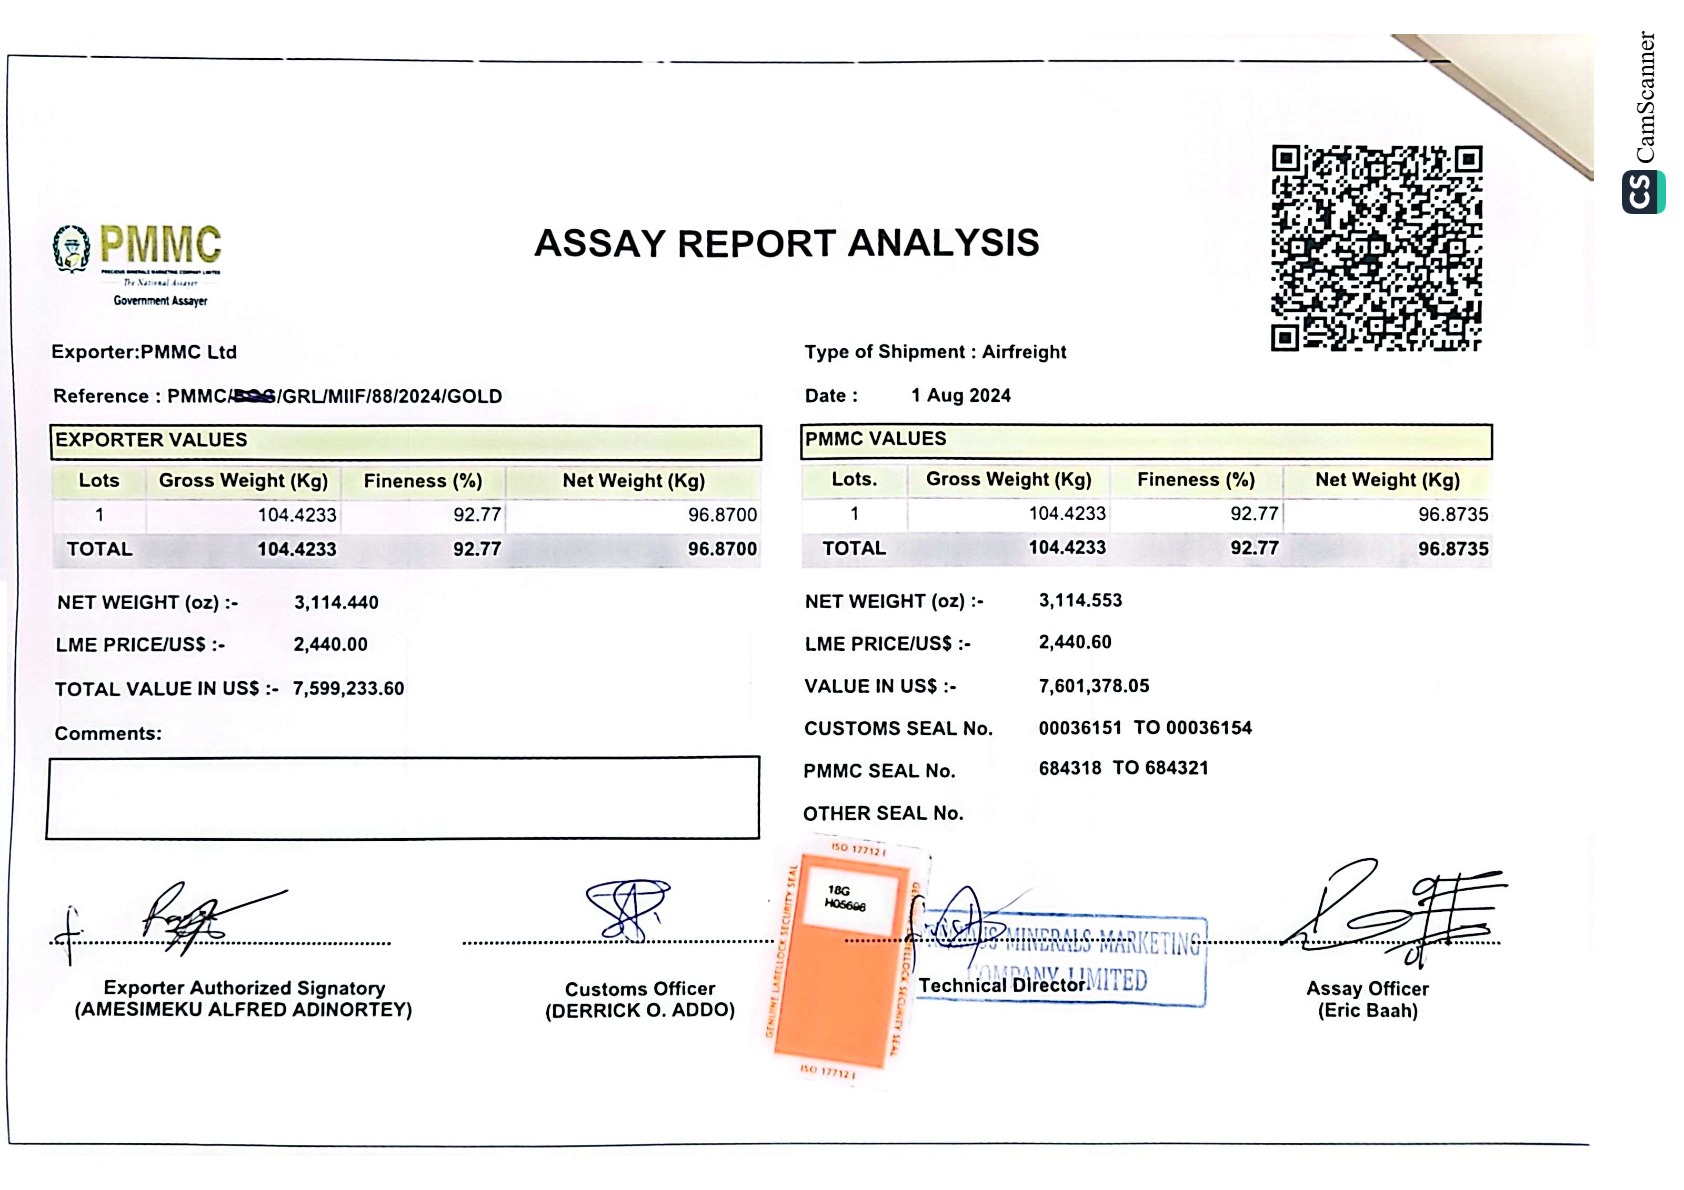 CS CamScanner
PMMC
PRECIOUS MINERALS MARKETING COMPANY LIMITED
The National Assayer
Government Assayer
ASSAY REPORT ANALYSIS
Exporter:PMMC Ltd
Type of Shipment : Airfreight
Reference : PMMC/ /GRL/MIIF/88/2024/GOLD
Date : 1 Aug 2024
EXPORTER VALUES
Lots Gross Weight (Kg) Fineness (%) Net Weight (Kg)
1 104.4233 92.77 96.8700
TOTAL 104.4233 92.77 96.8700
NET WEIGHT (oz) :- 3,114.440
LME PRICE/US$ :- 2,440.00
TOTAL VALUE IN US$ :- 7,599,233.60
Comments:
PMMC VALUES
Lots. Gross Weight (Kg) Fineness (%) Net Weight (Kg)
1 104.4233 92.77 96.8735
TOTAL 104.4233 92.77 96.8735
NET WEIGHT (oz) :- 3,114.553
LME PRICE/US$ :- 2,440.60
VALUE IN US$ :- 7,601,378.05
CUSTOMS SEAL No. 00036151 TO 00036154
PMMC SEAL No. 684318 TO 684321
OTHER SEAL No.
ISO 17712
18G
H05696
GENUINE LABELLOCK SECURITY SEAL
LABELLOCK SECURITY SEAL
ISO 17712
MINERALS MARKETING
COMPANY LIMITED
Exporter Authorized Signatory
(AMESIMEKU ALFRED ADINORTEY)
Customs Officer
(DERRICK O. ADDO)
Technical Director
Assay Officer
(Eric Baah)